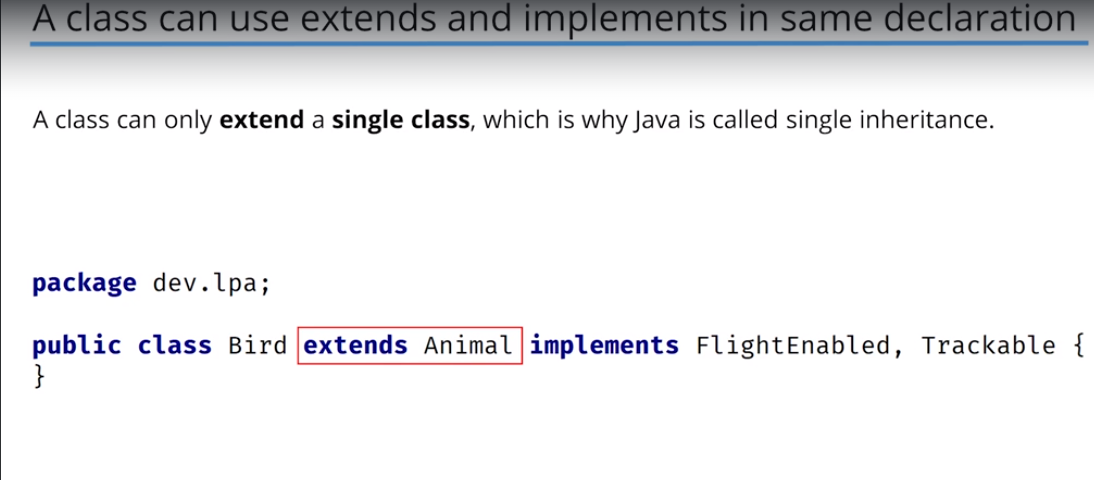 A class can use extends and implements in same declaration
A class can only extend a single class, which is why Java is called single inheritance.
package dev.lpa;
public class Bird extends Animal implements FlightEnabled, Trackable {
}